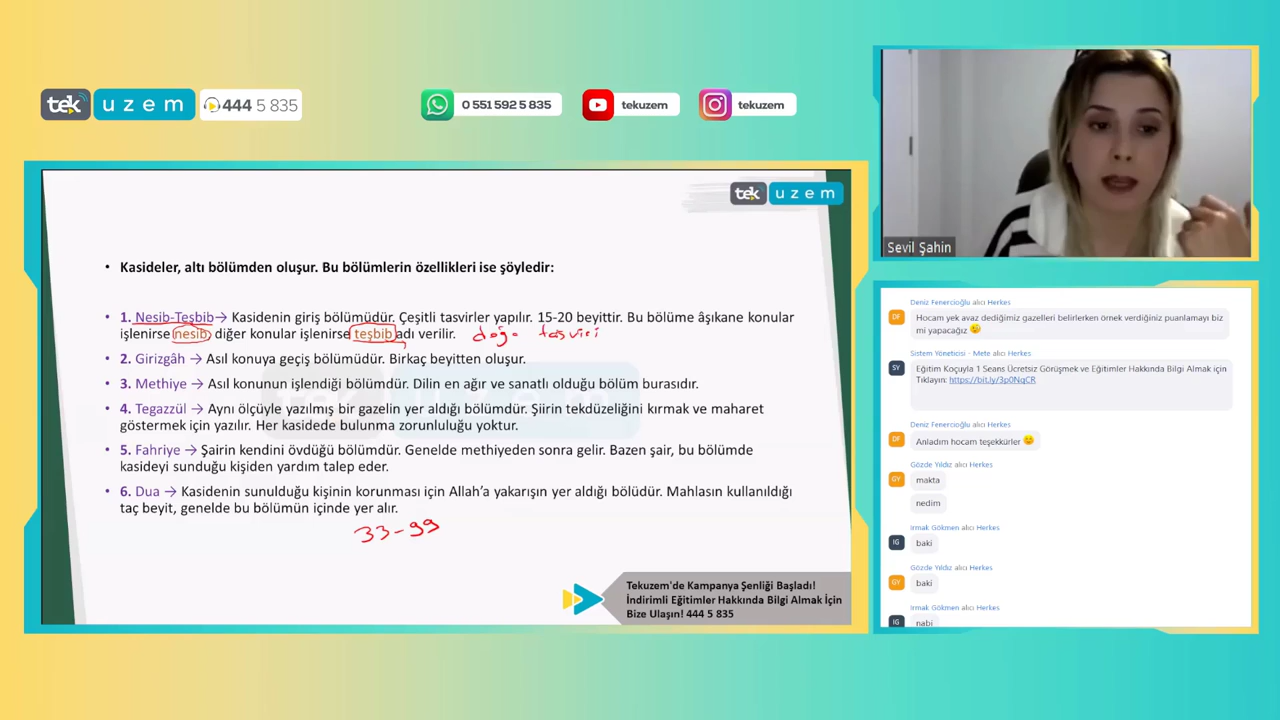 tek uzem 444 5 835
0 551 592 5 835
tekuzem
tekuzem
tek uzem
• Kasideler, altı bölümden oluşur. Bu bölümlerin özellikleri ise şöyledir:
• 1. Nesib-Teşbib→ Kasidenin giriş bölümüdür. Çeşitli tasvirler yapılır. 15-20 beyittir. Bu bölüme âşıkane konular
işlenirse nesib diğer konular işlenirse teşbib adı verilir. doğa tasviri
• 2. Girizgâh → Asıl konuya geçiş bölümüdür. Birkaç beyitten oluşur.
• 3. Methiye → Asıl konunun işlendiği bölümdür. Dilin en ağır ve sanatlı olduğu bölüm burasıdır.
• 4. Tegazzül → Aynı ölçüyle yazılmış bir gazelin yer aldığı bölümdür. Şiirin tekdüzeliğini kırmak ve maharet
göstermek için yazılır. Her kasidede bulunma zorunluluğu yoktur.
• 5. Fahriye → Şairin kendini övdüğü bölümdür. Genelde methiyeden sonra gelir. Bazen şair, bu bölümde
kasideyi sunduğu kişiden yardım talep eder.
• 6. Dua → Kasidenin sunulduğu kişinin korunması için Allah’a yakarışın yer aldığı bölüdür. Mahlasın kullanıldığı
taç beyit, genelde bu bölümün içinde yer alır.
33-99
Tekuzem'de Kampanya Şenliği Başladı!
İndirimli Eğitimler Hakkında Bilgi Almak İçin
Bize Ulaşın! 444 5 835
Sevil Şahin
Deniz Fenercioğlu alıcı Herkes
DF Hocam yek avaz dediğimiz gazelleri belirlerken örnek verdiğiniz puanlamayı biz
mi yapacağız
Sistem Yöneticisi - Mete alıcı Herkes
SY Eğitim Koçuyla 1 Seans Ücretsiz Görüşmek ve Eğitimler Hakkında Bilgi Almak için
Tıklayın: https://bit.ly/3p0NqCR
Deniz Fenercioğlu alıcı Herkes
DF Anladım hocam teşekkürler
Gözde Yıldız alıcı Herkes
GY makta
nedim
Irmak Gökmen alıcı Herkes
IG baki
Gözde Yıldız alıcı Herkes
GY baki
Irmak Gökmen alıcı Herkes
IG nabi